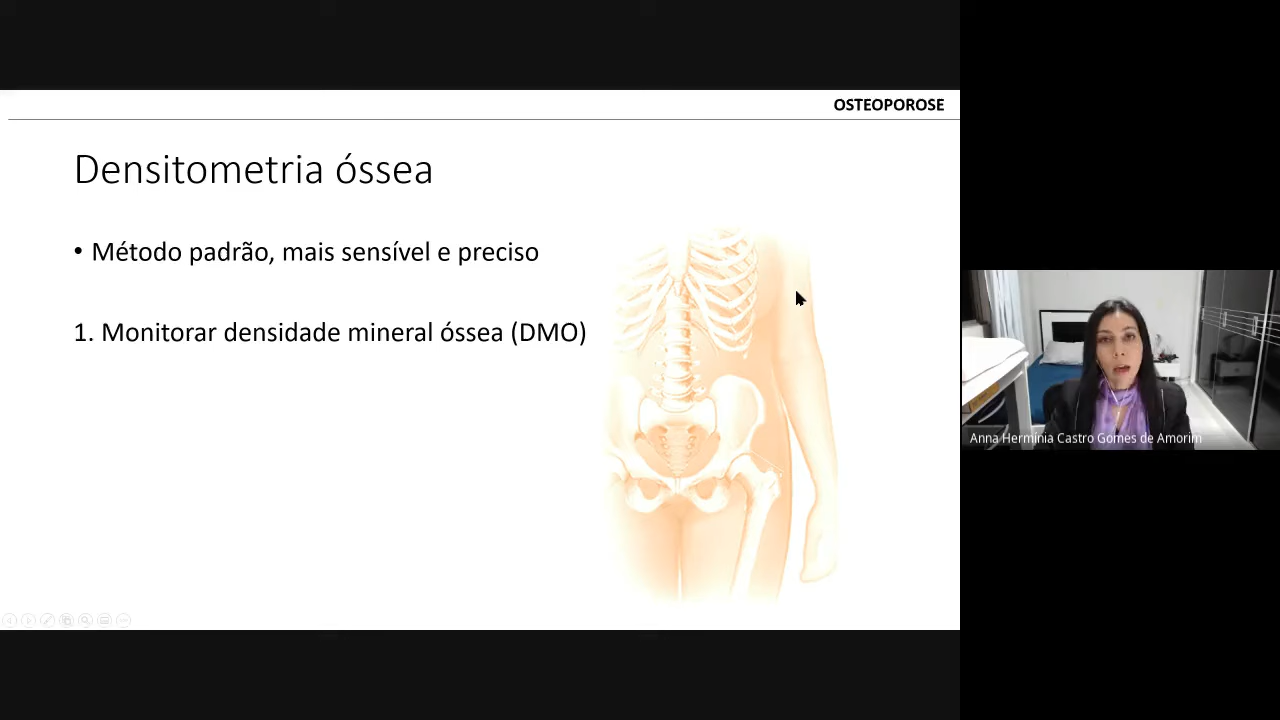 OSTEOPOROSE
Densitometria óssea
• Método padrão, mais sensível e preciso
1. Monitorar densidade mineral óssea (DMO)
Anna Hermínia Castro Gomes de Amorim